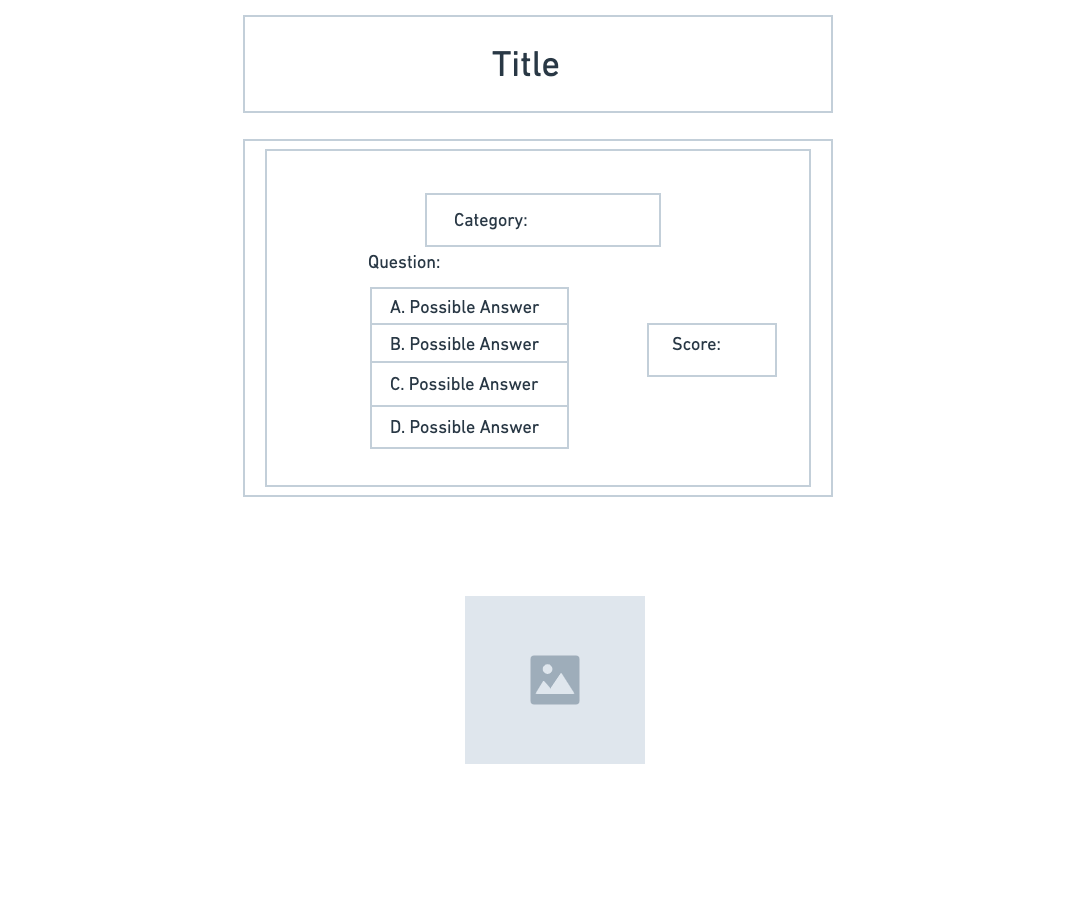 Title
Category:
Question:
A. Possible Answer
B. Possible Answer
Score:
C. Possible Answer
D. Possible Answer